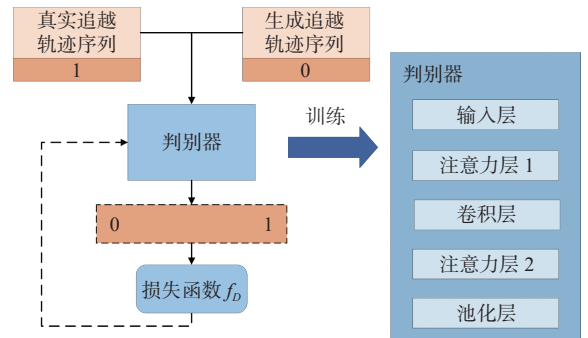 真实追越
轨迹序列
1
生成追越
轨迹序列
0
判别器
训练
0 1
损失函数 f_D
判别器
输入层
注意力层 1
卷积层
注意力层 2
池化层